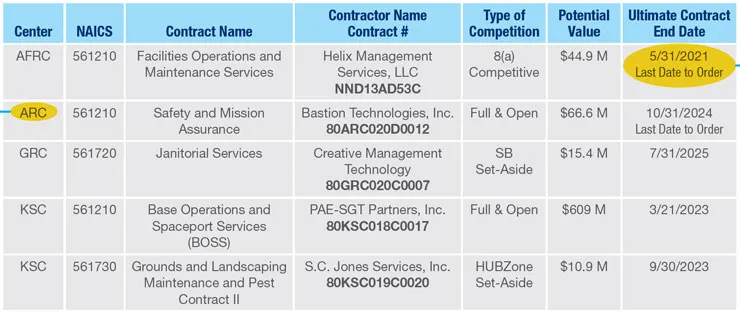 Center NAICS Contract Name Contractor Name Contract # Type of Competition Potential Value Ultimate Contract End Date
AFRC 561210 Facilities Operations and Maintenance Services Helix Management Services, LLC NND13AD53C 8(a) Competitive $44.9 M 5/31/2021 Last Date to Order
ARC 561210 Safety and Mission Assurance Bastion Technologies, Inc. 80ARC020D0012 Full & Open $66.6 M 10/31/2024 Last Date to Order
GRC 561720 Janitorial Services Creative Management Technology 80GRC020C0007 SB Set-Aside $15.4 M 7/31/2025
KSC 561210 Base Operations and Spaceport Services (BOSS) PAE-SGT Partners, Inc. 80KSC018C0017 Full & Open $609 M 3/21/2023
KSC 561730 Grounds and Landscaping Maintenance and Pest Contract II S.C. Jones Services, Inc. 80KSC019C0020 HUBZone Set-Aside $10.9 M 9/30/2023